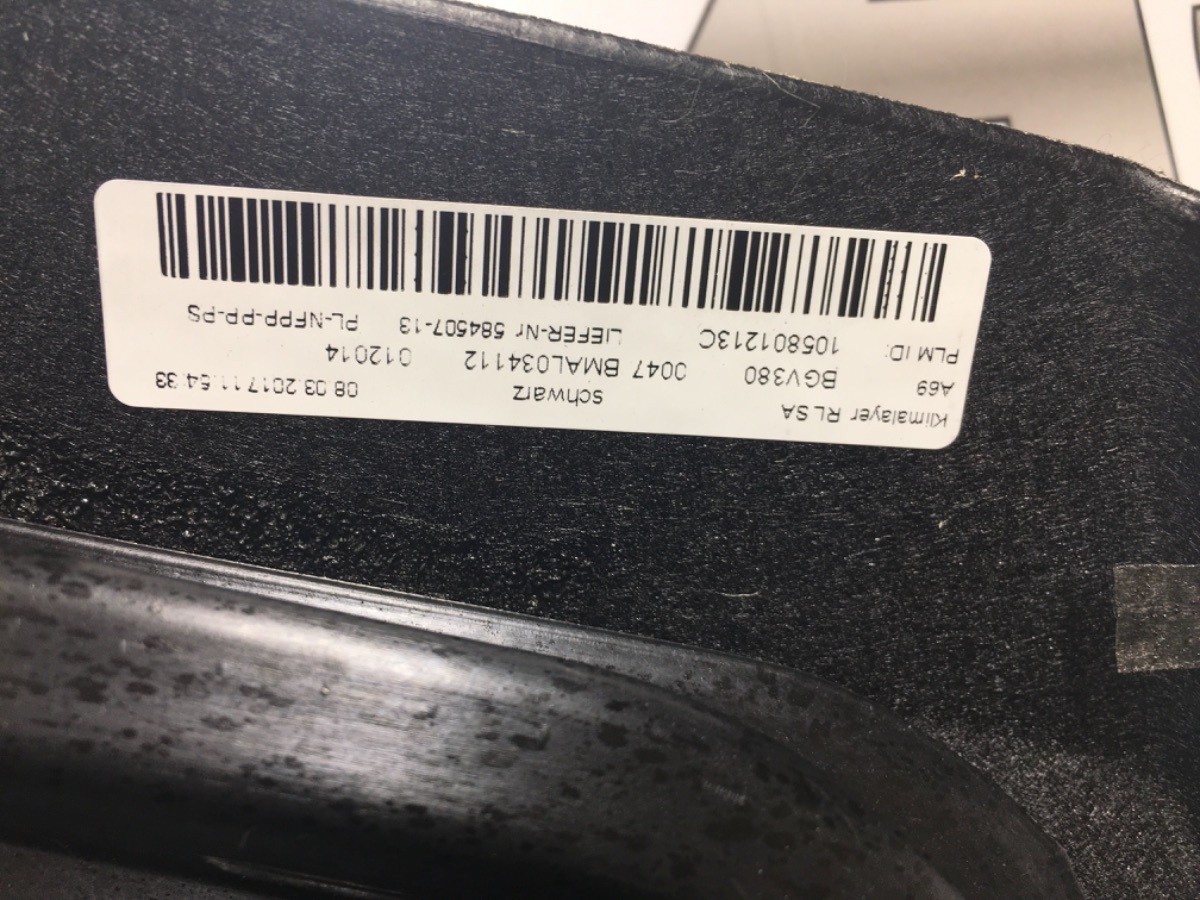 Klimalayer RLSA schwarz 08.03.2017 11:54:33
A69 BGV380 0047 BMAL034112 012014
PLM ID: 105801213C LIEFER-Nr 584507-13 PL-NFPP-PP-PS